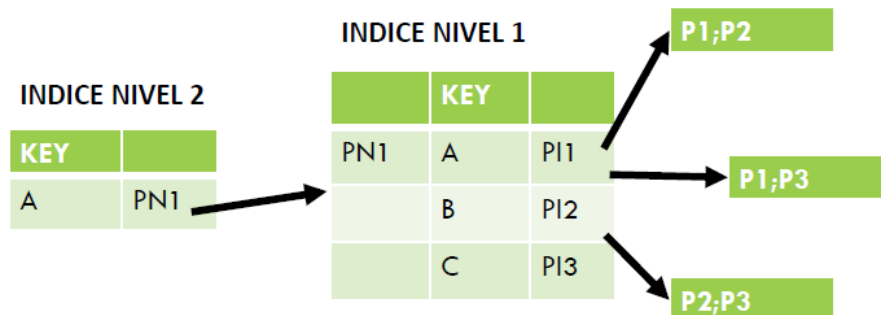 INDICE NIVEL 2
KEY
A PN1
INDICE NIVEL 1
KEY
PN1 A PI1
B PI2
C PI3
P1;P2
P1;P3
P2;P3